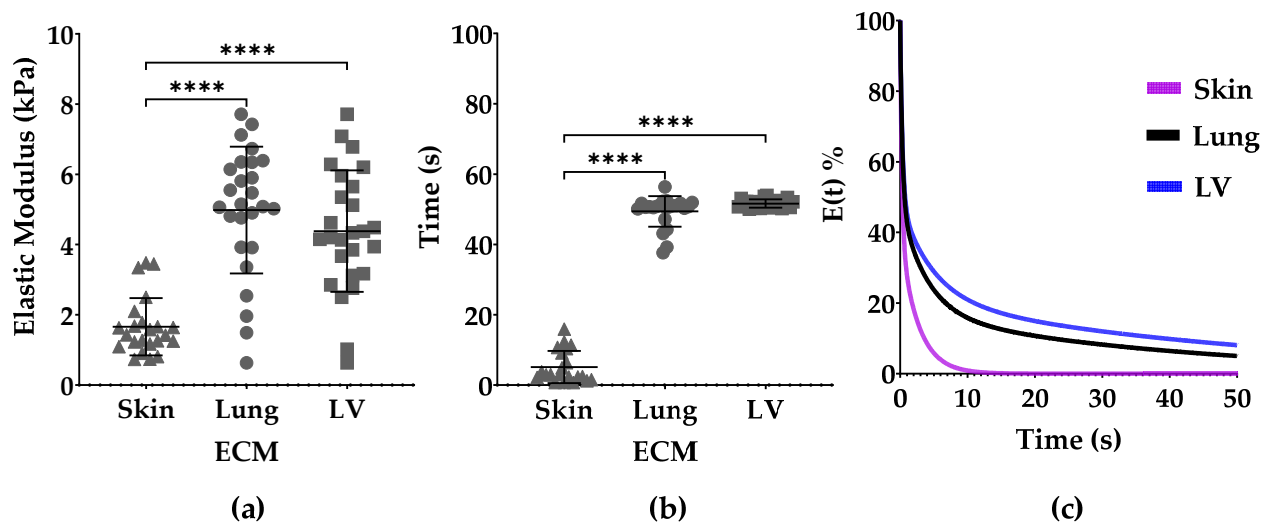 Elastic Modulus (kPa)
10
8
6
4
2
0
****
****
Skin Lung LV
ECM
(a)
Time (s)
100
80
60
40
20
0
****
****
Skin Lung LV
ECM
(b)
E(t) %
100
80
60
40
20
0
Skin
Lung
LV
0 10 20 30 40 50
Time (s)
(c)